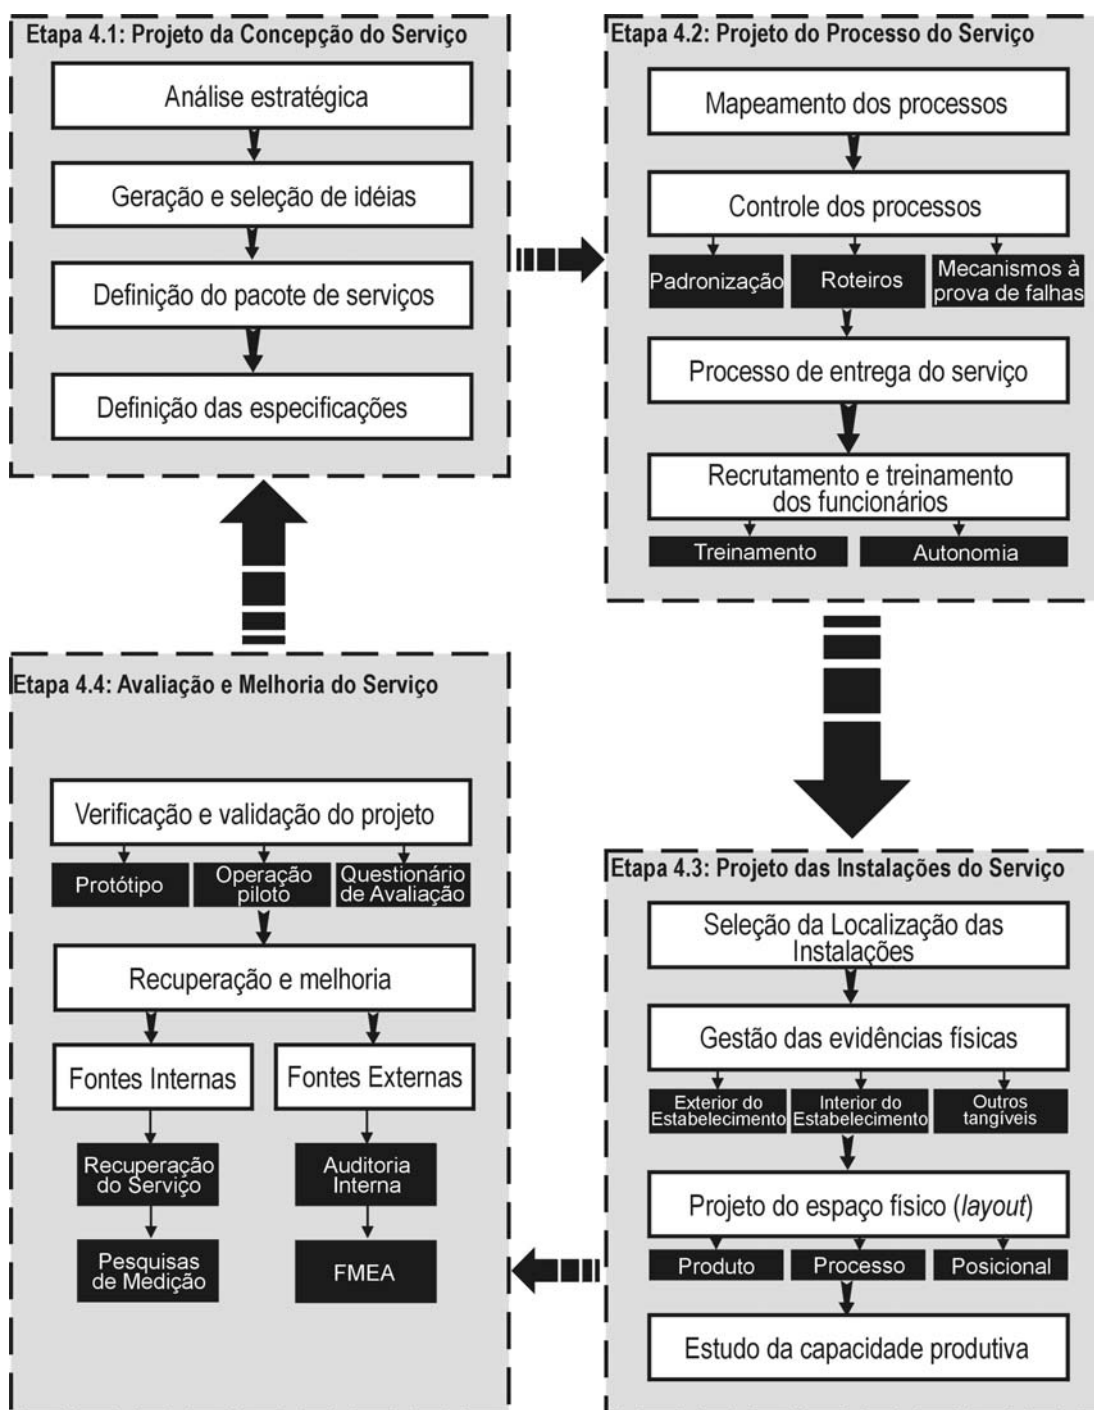 Etapa 4.1: Projeto da Concepção do Serviço
Análise estratégica
Geração e seleção de idéias
Definição do pacote de serviços
Definição das especificações
Etapa 4.2: Projeto do Processo do Serviço
Mapeamento dos processos
Controle dos processos
Padronização
Roteiros
Mecanismos à
prova de falhas
Processo de entrega do serviço
Recrutamento e treinamento
dos funcionários
Treinamento
Autonomia
Etapa 4.4: Avaliação e Melhoria do Serviço
Verificação e validação do projeto
Protótipo
Operação
piloto
Questionário
de Avaliação
Recuperação e melhoria
Fontes Internas
Fontes Externas
Recuperação
do Serviço
Auditoria
Interna
Pesquisas
de Medição
FMEA
Etapa 4.3: Projeto das Instalações do Serviço
Seleção da Localização das
Instalações
Gestão das evidências físicas
Exterior do
Estabelecimento
Interior do
Estabelecimento
Outros
tangíveis
Projeto do espaço físico (layout)
Produto
Processo
Posicional
Estudo da capacidade produtiva